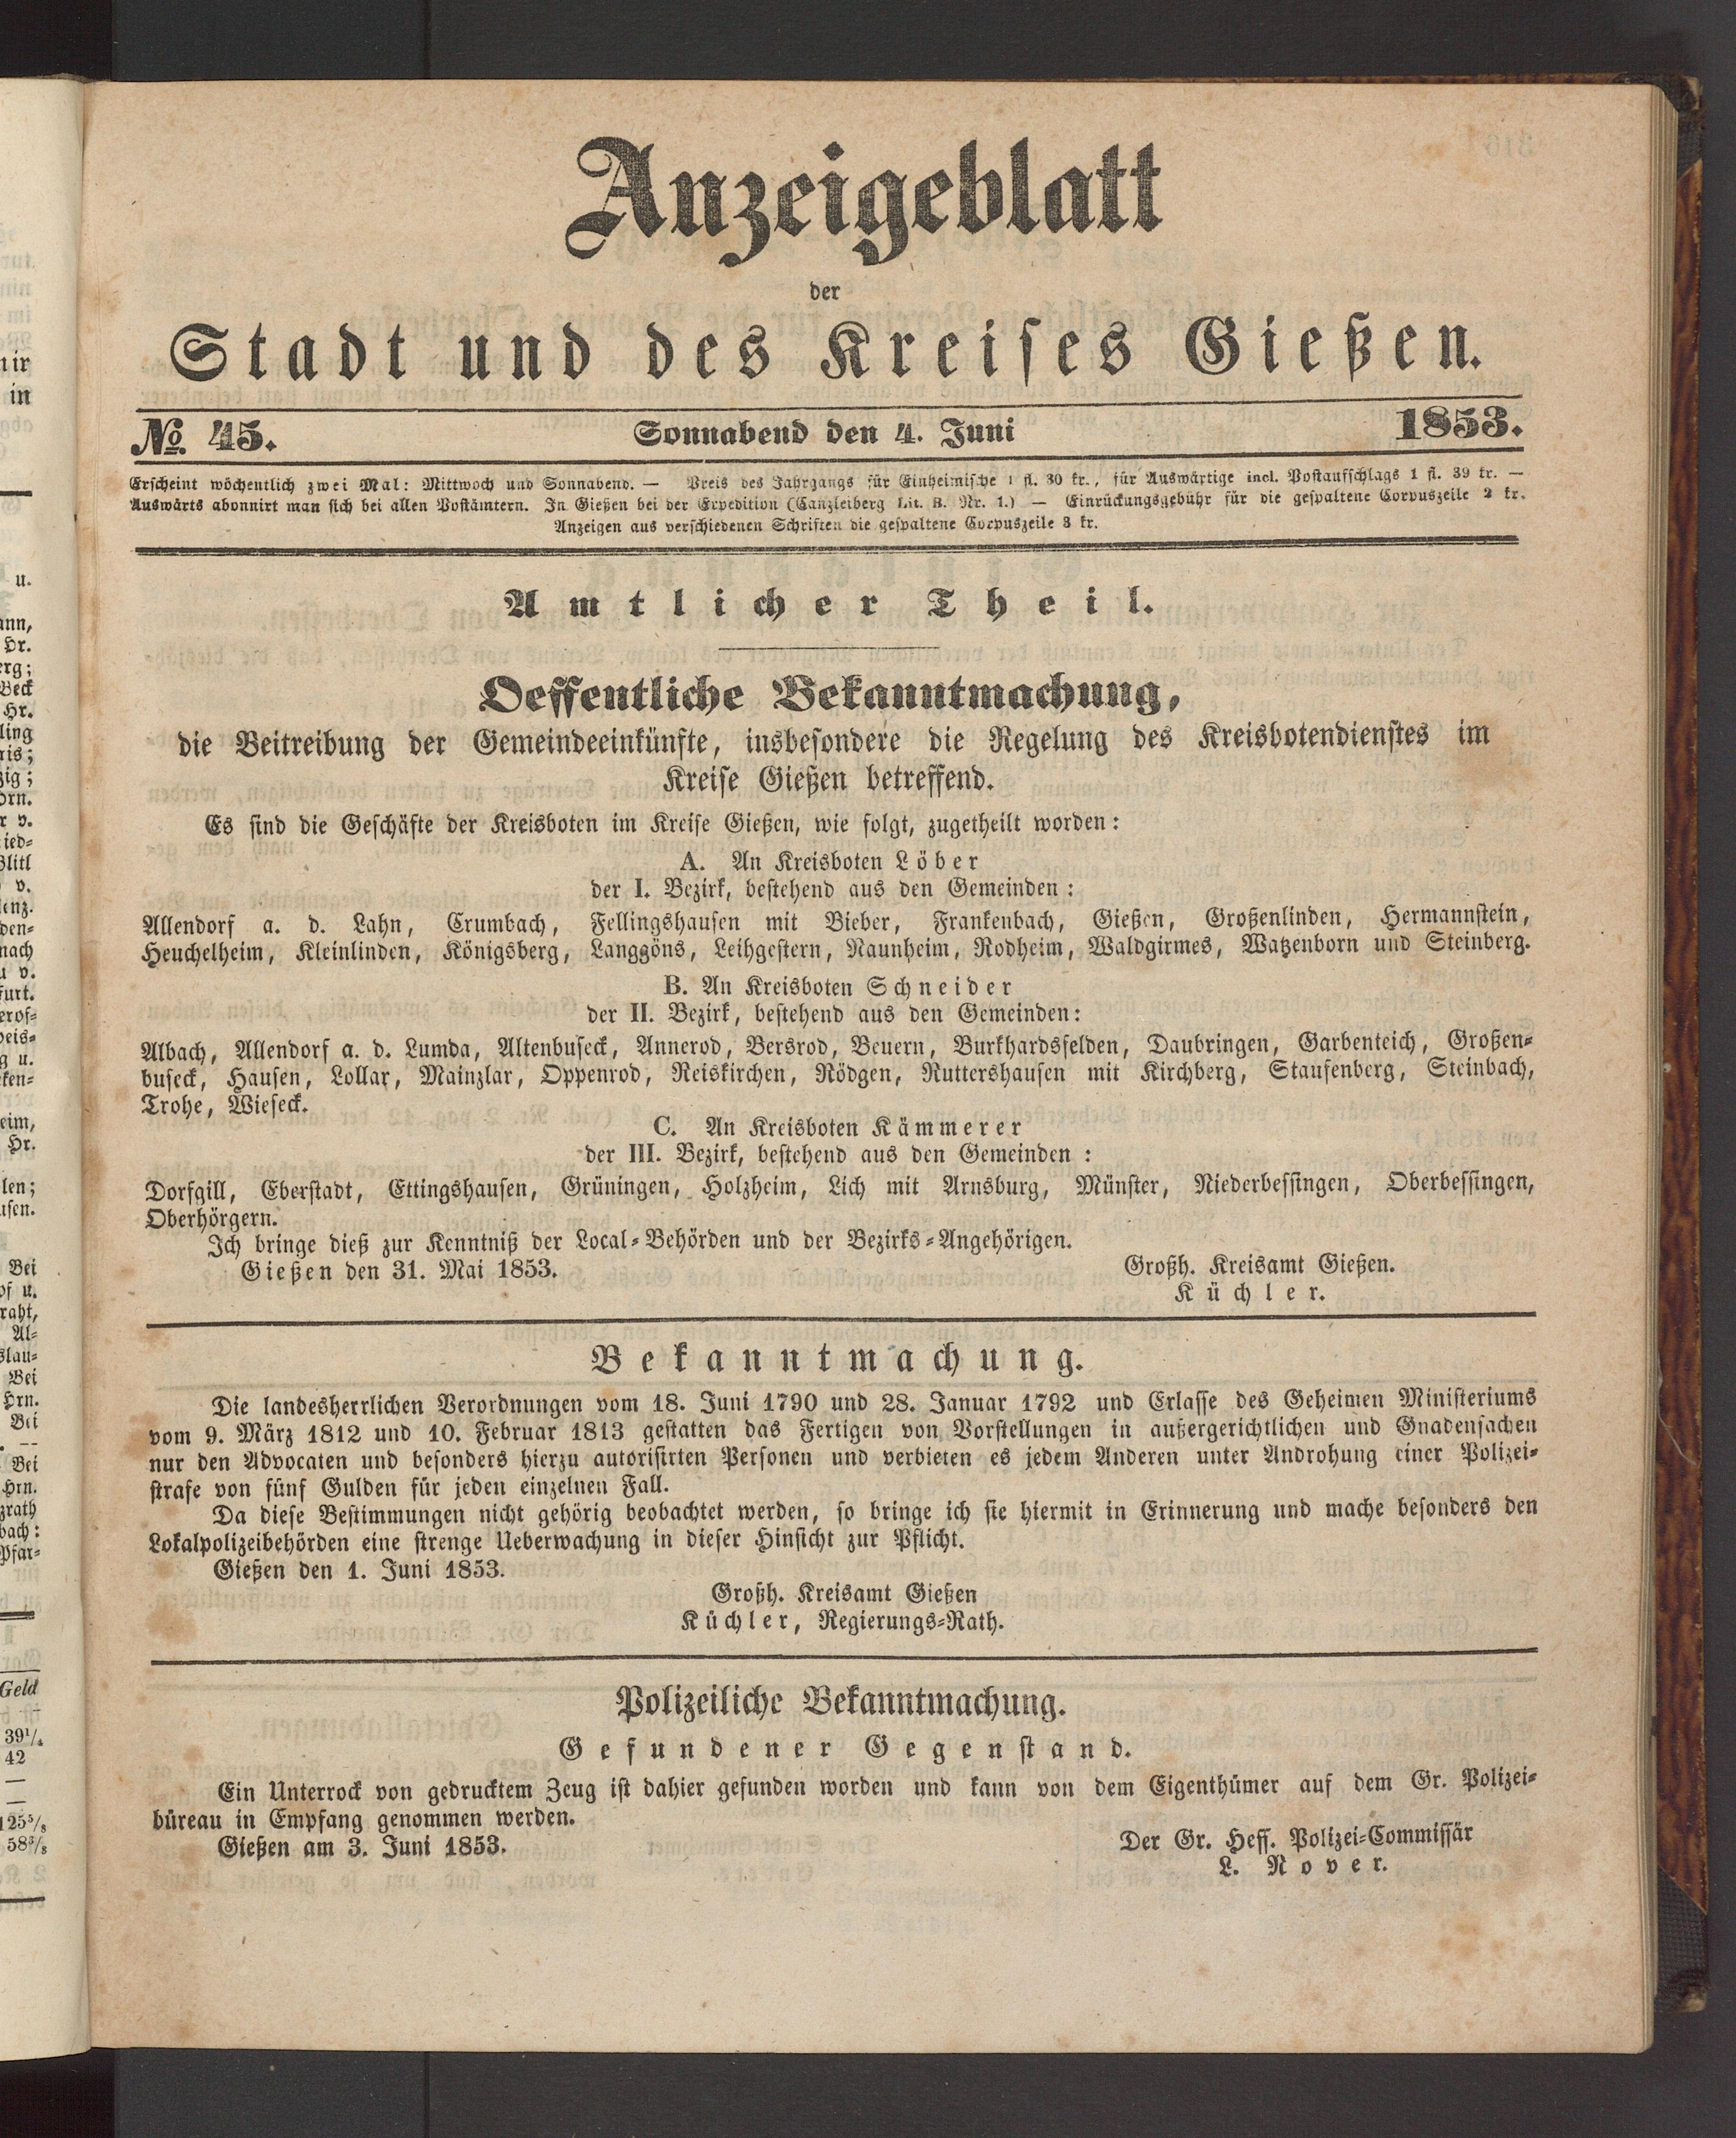 Anzeigeblatt
der
Stadt und des Kreises Gießen.
№ 45. Sonnabend den 4. Juni 1853.
Erscheint wöchentlich zwei Mal: Mittwoch und Sonnabend. — Preis des Jahrgangs für Einheimische 1 fl. 30 kr., für Auswärtige incl. Postaufschlags 1 fl. 39 kr. —
Auswärts abonnirt man sich bei allen Postämtern. In Gießen bei der Expedition (Canzleiberg Lit. B. Nr. 1.) — Einrückungsgebühr für die gespaltene Corpuszeile 2 kr.
Anzeigen aus verschiedenen Schriften die gespaltene Corpuszeile 3 kr.
Amtlicher Theil.
Oeffentliche Bekanntmachung,
die Beitreibung der Gemeindeeinkünfte, insbesondere die Regelung des Kreisbotendienstes im
Kreise Gießen betreffend.
Es sind die Geschäfte der Kreisboten im Kreise Gießen, wie folgt, zugetheilt worden:
A. An Kreisboten Löber
der I. Bezirk, bestehend aus den Gemeinden:
Allendorf a. d. Lahn, Crumbach, Fellingshausen mit Bieber, Frankenbach, Gießen, Großenlinden, Hermannstein,
Heuchelheim, Kleinlinden, Königsberg, Langgöns, Leihgestern, Naunheim, Rodheim, Waldgirmes, Watzenborn und Steinberg.
B. An Kreisboten Schneider
der II. Bezirk, bestehend aus den Gemeinden:
Albach, Allendorf a. d. Lumda, Altenbuseck, Annerod, Bersrod, Beuern, Burkhardsfelden, Daubringen, Garbenteich, Großen-
buseck, Hausen, Lollar, Mainzlar, Oppenrod, Reiskirchen, Rödgen, Ruttershausen mit Kirchberg, Staufenberg, Steinbach,
Trohe, Wieseck.
C. An Kreisboten Kämmerer
der III. Bezirk, bestehend aus den Gemeinden :
Dorfgill, Eberstadt, Ettingshausen, Grüningen, Holzheim, Lich mit Arnsburg, Münster, Niederbessingen, Oberbessingen,
Oberhörgern.
Ich bringe dieß zur Kenntniß der Local-Behörden und der Bezirks-Angehörigen.
Gießen den 31. Mai 1853. Großh. Kreisamt Gießen.
Küchler.
Bekanntmachung.
Die landesherrlichen Verordnungen vom 18. Juni 1790 und 28. Januar 1792 und Erlasse des Geheimen Ministeriums
vom 9. März 1812 und 10. Februar 1813 gestatten das Fertigen von Vorstellungen in außergerichtlichen und Gnadensachen
nur den Advocaten und besonders hierzu autorisirten Personen und verbieten es jedem Anderen unter Androhung einer Polizei-
strafe von fünf Gulden für jeden einzelnen Fall.
Da diese Bestimmungen nicht gehörig beobachtet werden, so bringe ich sie hiermit in Erinnerung und mache besonders den
Lokalpolizeibehörden eine strenge Ueberwachung in dieser Hinsicht zur Pflicht.
Gießen den 1. Juni 1853.
Großh. Kreisamt Gießen
Küchler, Regierungs-Rath.
Polizeiliche Bekanntmachung.
Gefundener Gegenstand.
Ein Unterrock von gedrucktem Zeug ist dahier gefunden worden und kann von dem Eigenthümer auf dem Gr. Polizei-
büreau in Empfang genommen werden.
Gießen am 3. Juni 1853. Der Gr. Hess. Polizei-Commissär
L. Nover.